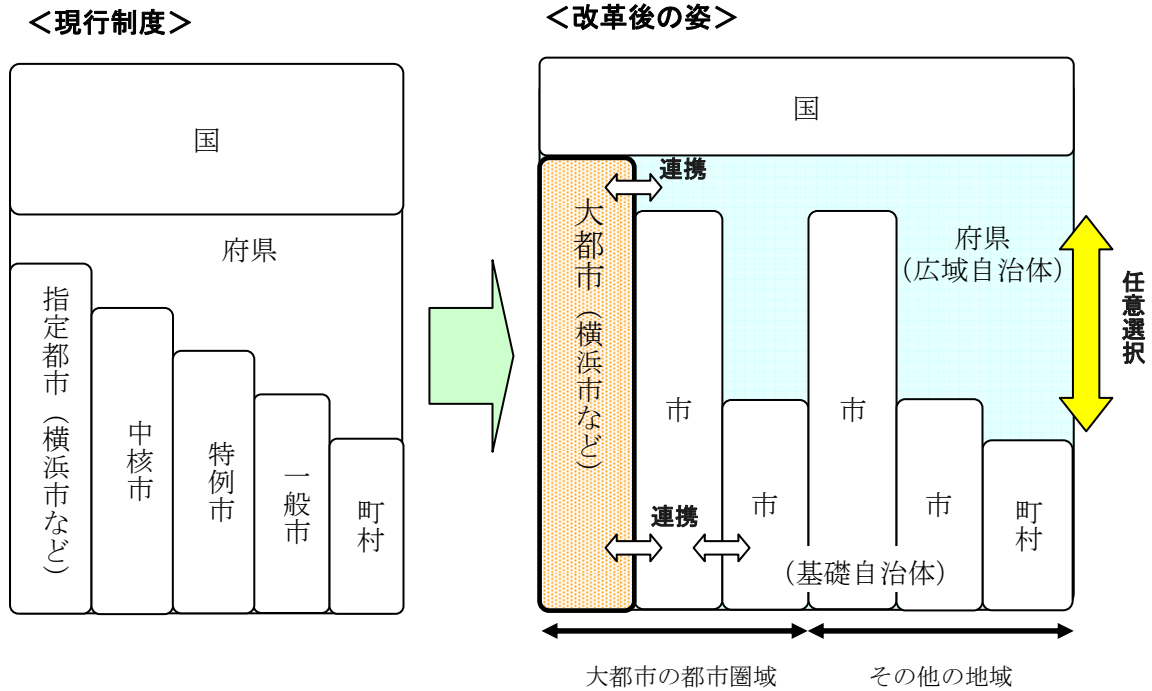 ＜現行制度＞
国
府県
指定都市（横浜市など）
中核市
特例市
一般市
町村
＜改革後の姿＞
国
連携
大都市（横浜市など）
府県
（広域自治体）
任意選択
市
市
市
市
町村
連携
（基礎自治体）
大都市の都市圏域
その他の地域